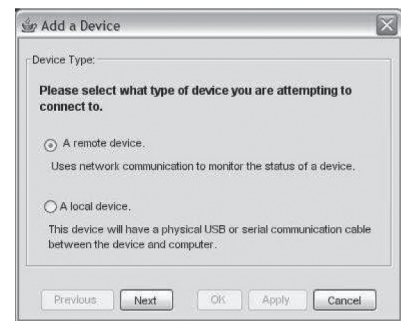 Add a Device
Device Type:
Please select what type of device you are attempting to
connect to.
A remote device.
Uses network communication to monitor the status of a device.
A local device.
This device will have a physical USB or serial communication cable
between the device and computer.
Previous Next OK Apply Cancel